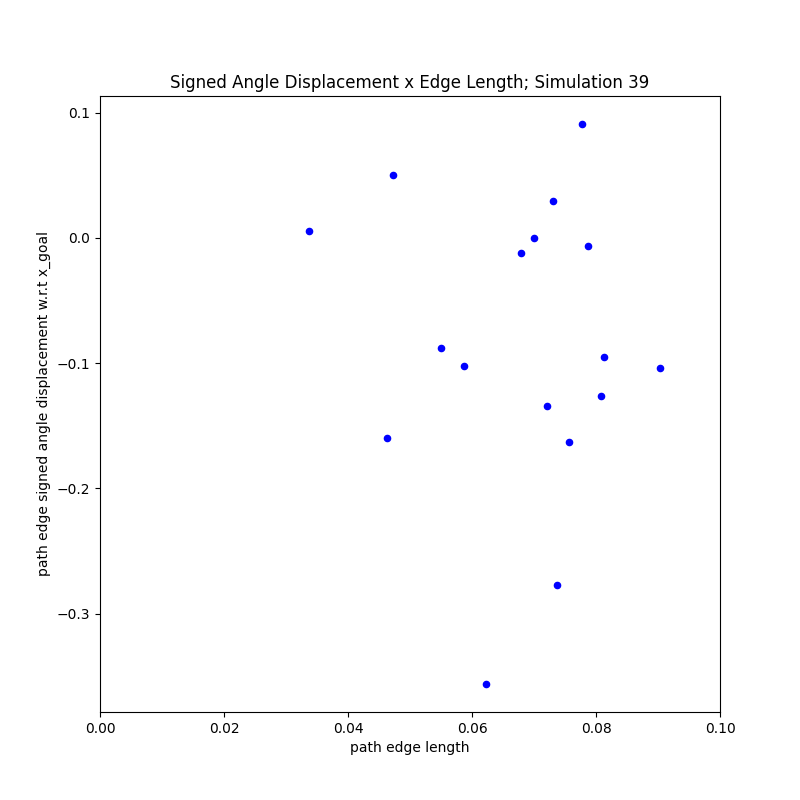 Signed Angle Displacement x Edge Length; Simulation 39
path edge signed angle displacement w.r.t x_goal
0.1
0.0
−0.1
−0.2
−0.3
0.00 0.02 0.04 0.06 0.08 0.10
path edge length